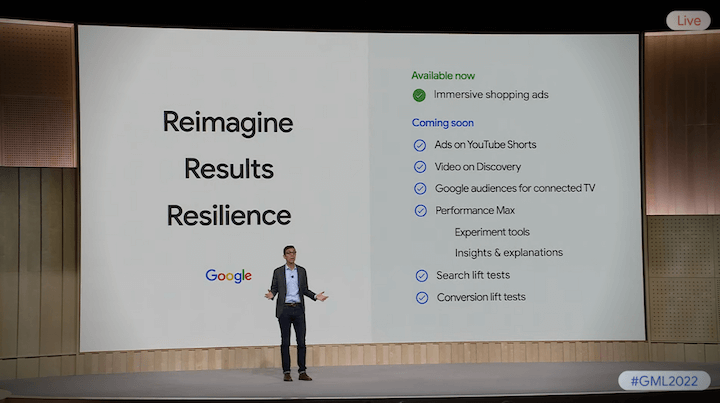 Live
Reimagine
Results
Resilience
Google
Available now
Immersive shopping ads
Coming soon
Ads on YouTube Shorts
Video on Discovery
Google audiences for connected TV
Performance Max
Experiment tools
Insights & explanations
Search lift tests
Conversion lift tests
#GML2022